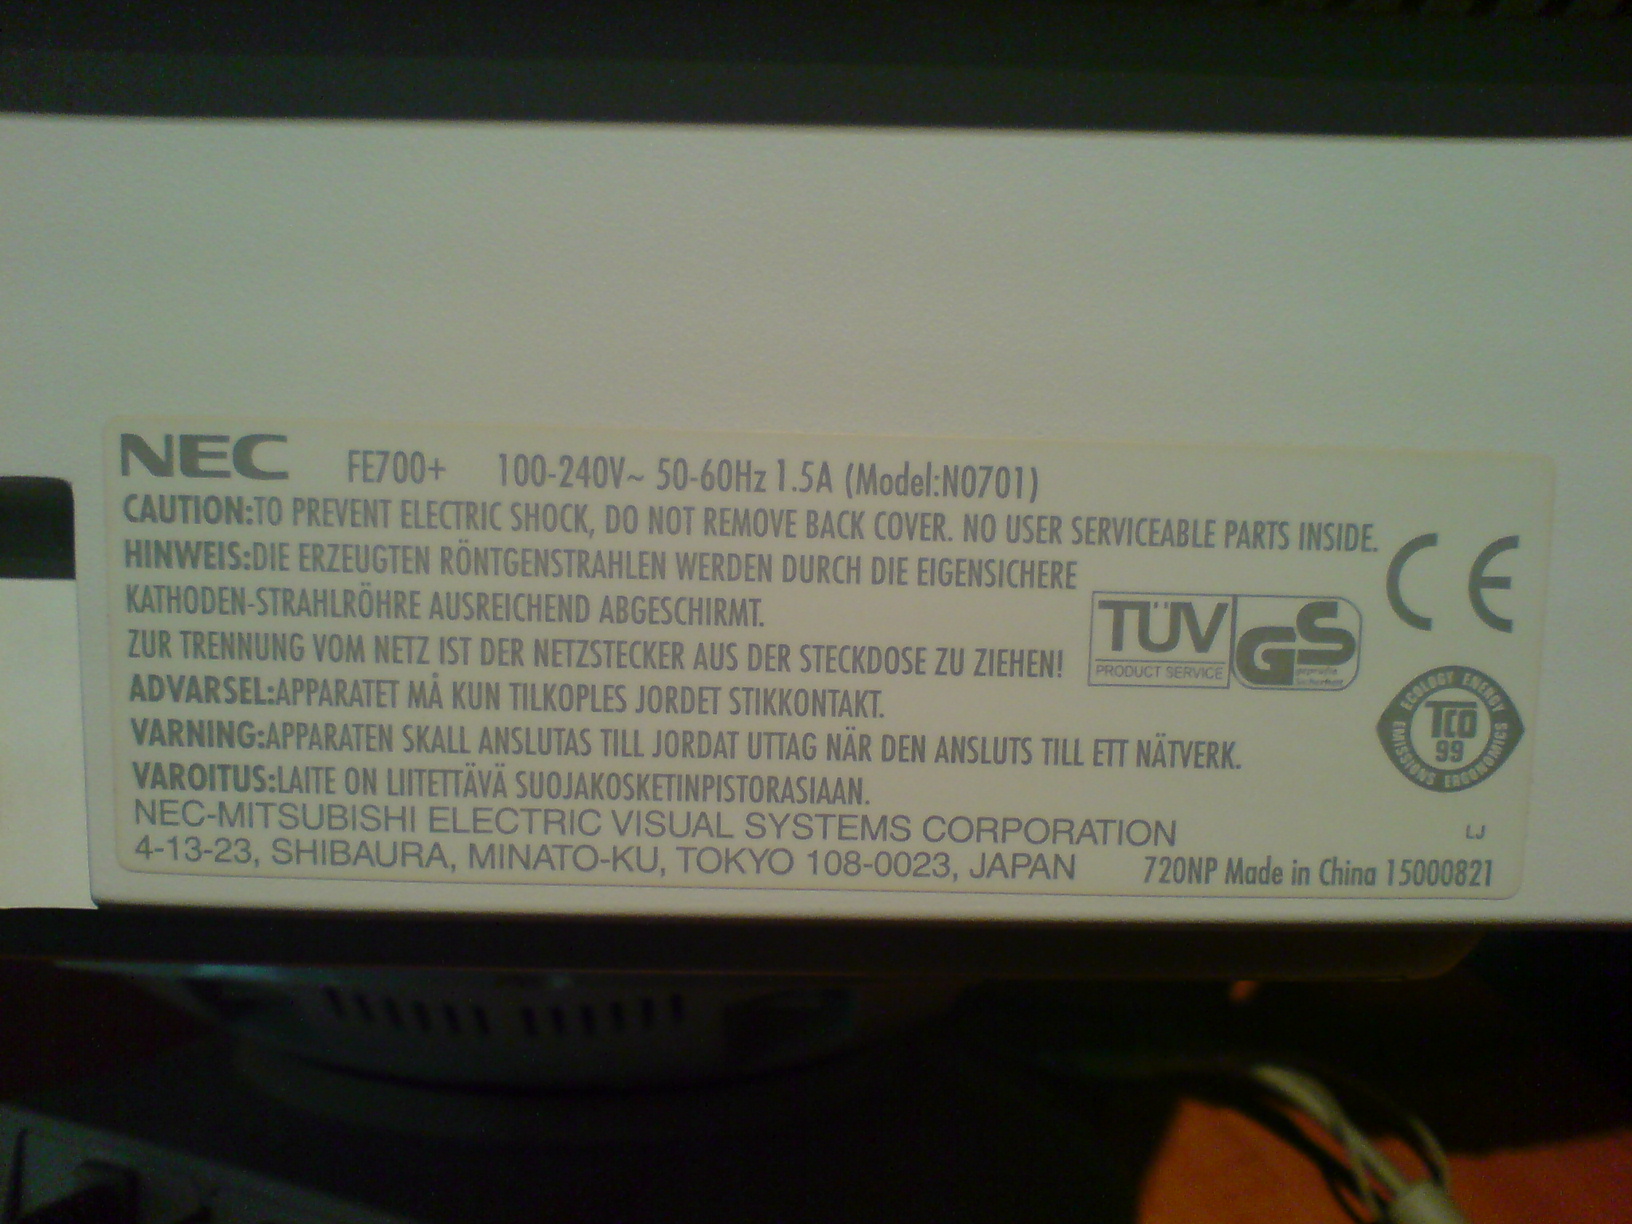 NEC FE700+ 100-240V~ 50-60Hz 1.5A (Model:N0701)
CAUTION:TO PREVENT ELECTRIC SHOCK, DO NOT REMOVE BACK COVER. NO USER SERVICEABLE PARTS INSIDE.
HINWEIS:DIE ERZEUGTEN RÖNTGENSTRAHLEN WERDEN DURCH DIE EIGENSICHERE
KATHODEN-STRAHLRÖHRE AUSREICHEND ABGESCHIRMT.
ZUR TRENNUNG VOM NETZ IST DER NETZSTECKER AUS DER STECKDOSE ZU ZIEHEN!
ADVARSEL:APPARATET MÅ KUN TILKOPLES JORDET STIKKONTAKT.
VARNING:APPARATEN SKALL ANSLUTAS TILL JORDAT UTTAG NÄR DEN ANSLUTS TILL ETT NÄTVERK.
VAROITUS:LAITE ON LIITETTÄVÄ SUOJAKOSKETINPISTORASIAAN.
NEC-MITSUBISHI ELECTRIC VISUAL SYSTEMS CORPORATION
4-13-23, SHIBAURA, MINATO-KU, TOKYO 108-0023, JAPAN
720NP Made in China 15000821
LJ
CE
TÜV
PRODUCT SERVICE
GS
geprüfte
Sicherheit
ECOLOGY ENERGY
TCO
99
EMISSIONS ERGONOMICS